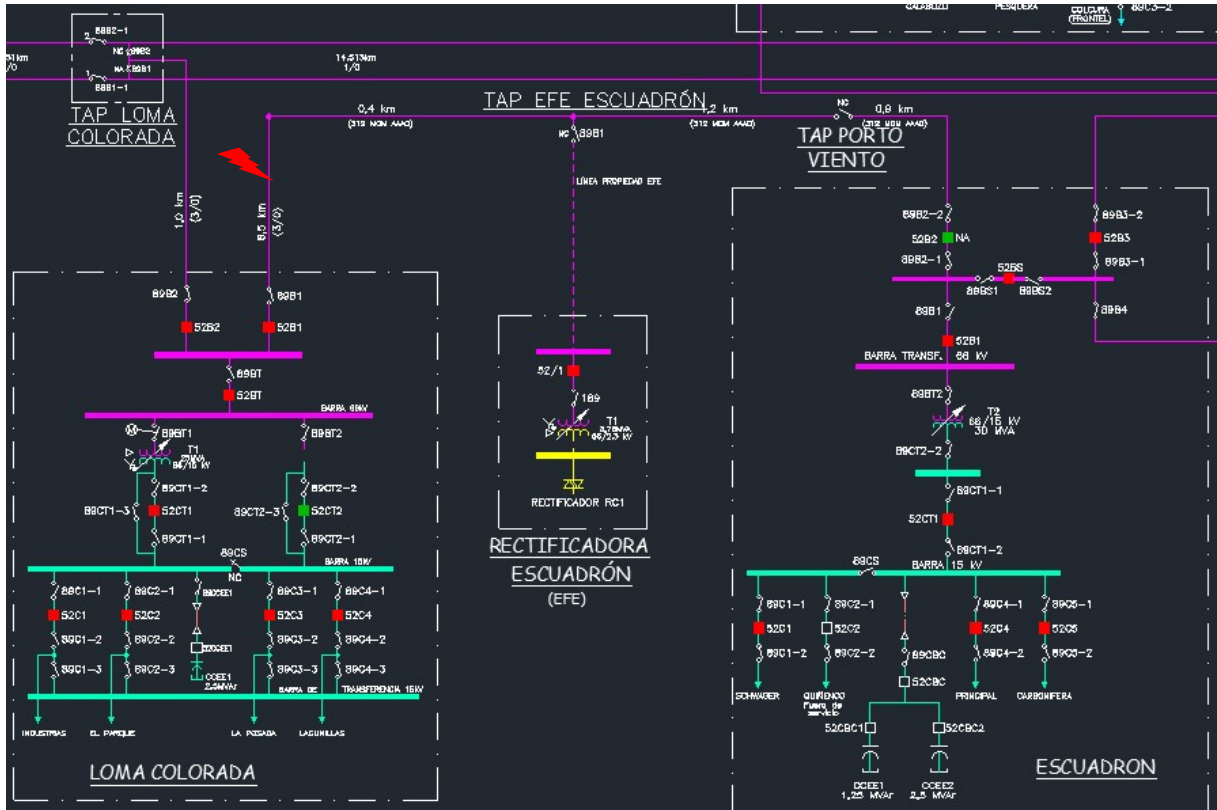 CALABOZO
PESQUERA
COLCURA
(FRONTEL)
89C3-2
2
89B2-1
NC
89B2
NA
89B1
1
89B1-1
14,513km
1/0
1/0
TAP LOMA
COLORADA
0,4 km
(312 MCM AAAC)
TAP EFE ESCUADRÓN
(312 MCM AAAC)
NC
0,9 km
(312 MCM AAAC)
NC
89B1
TAP PORTO
VIENTO
LÍNEA PROPIEDAD EFE
1,0 km
(3/0)
(3/0)
89B2
89B1
52B2
52B1
89BT
52BT
BARRA 66kV
M
89BT1
89BT2
T1
66/15 kV
89CT1-2
89CT2-2
89CT1-3
52CT1
89CT2-3
52CT2
89CT1-1
89CT2-1
89CS
NC
BARRA 15kV
89C1-1
89C2-1
89CCEE1
89C3-1
89C4-1
52C1
52C2
52C3
52C4
89C1-2
89C2-2
52CCEE1
89C3-2
89C4-2
89C1-3
89C2-3
CCEE1
89C3-3
89C4-3
BARRA DE
TRANSFERENCIA 15kV
INDUSTRIAS
EL PARQUE
LA POSADA
LAGUNILLAS
LOMA COLORADA
52/1
189
T1
RECTIFICADOR RC1
RECTIFICADORA
ESCUADRÓN
(EFE)
89B2-2
89B3-2
52B2
NA
52B3
89B2-1
89B3-1
52BS
89BS1
89BS2
89B1
89B4
52B1
BARRA TRANSF. 66 kV
89BT2
T2
66/15 kV
30 MVA
89CT2-2
89CT1-1
52CT1
89CT1-2
89CS
BARRA 15 kV
89C1-1
89C2-1
89C4-1
89C5-1
52C1
52C2
52C4
52C5
89C1-2
89C2-2
89CBC
89C4-2
89C5-2
52CBC
SCHWAGER
QUIÑENCO
Fuera de
servicio
PRINCIPAL
CARBONIFERA
52CBC1
52CBC2
CCEE1
1,25 MVAr
CCEE2
2,5 MVAr
ESCUADRON